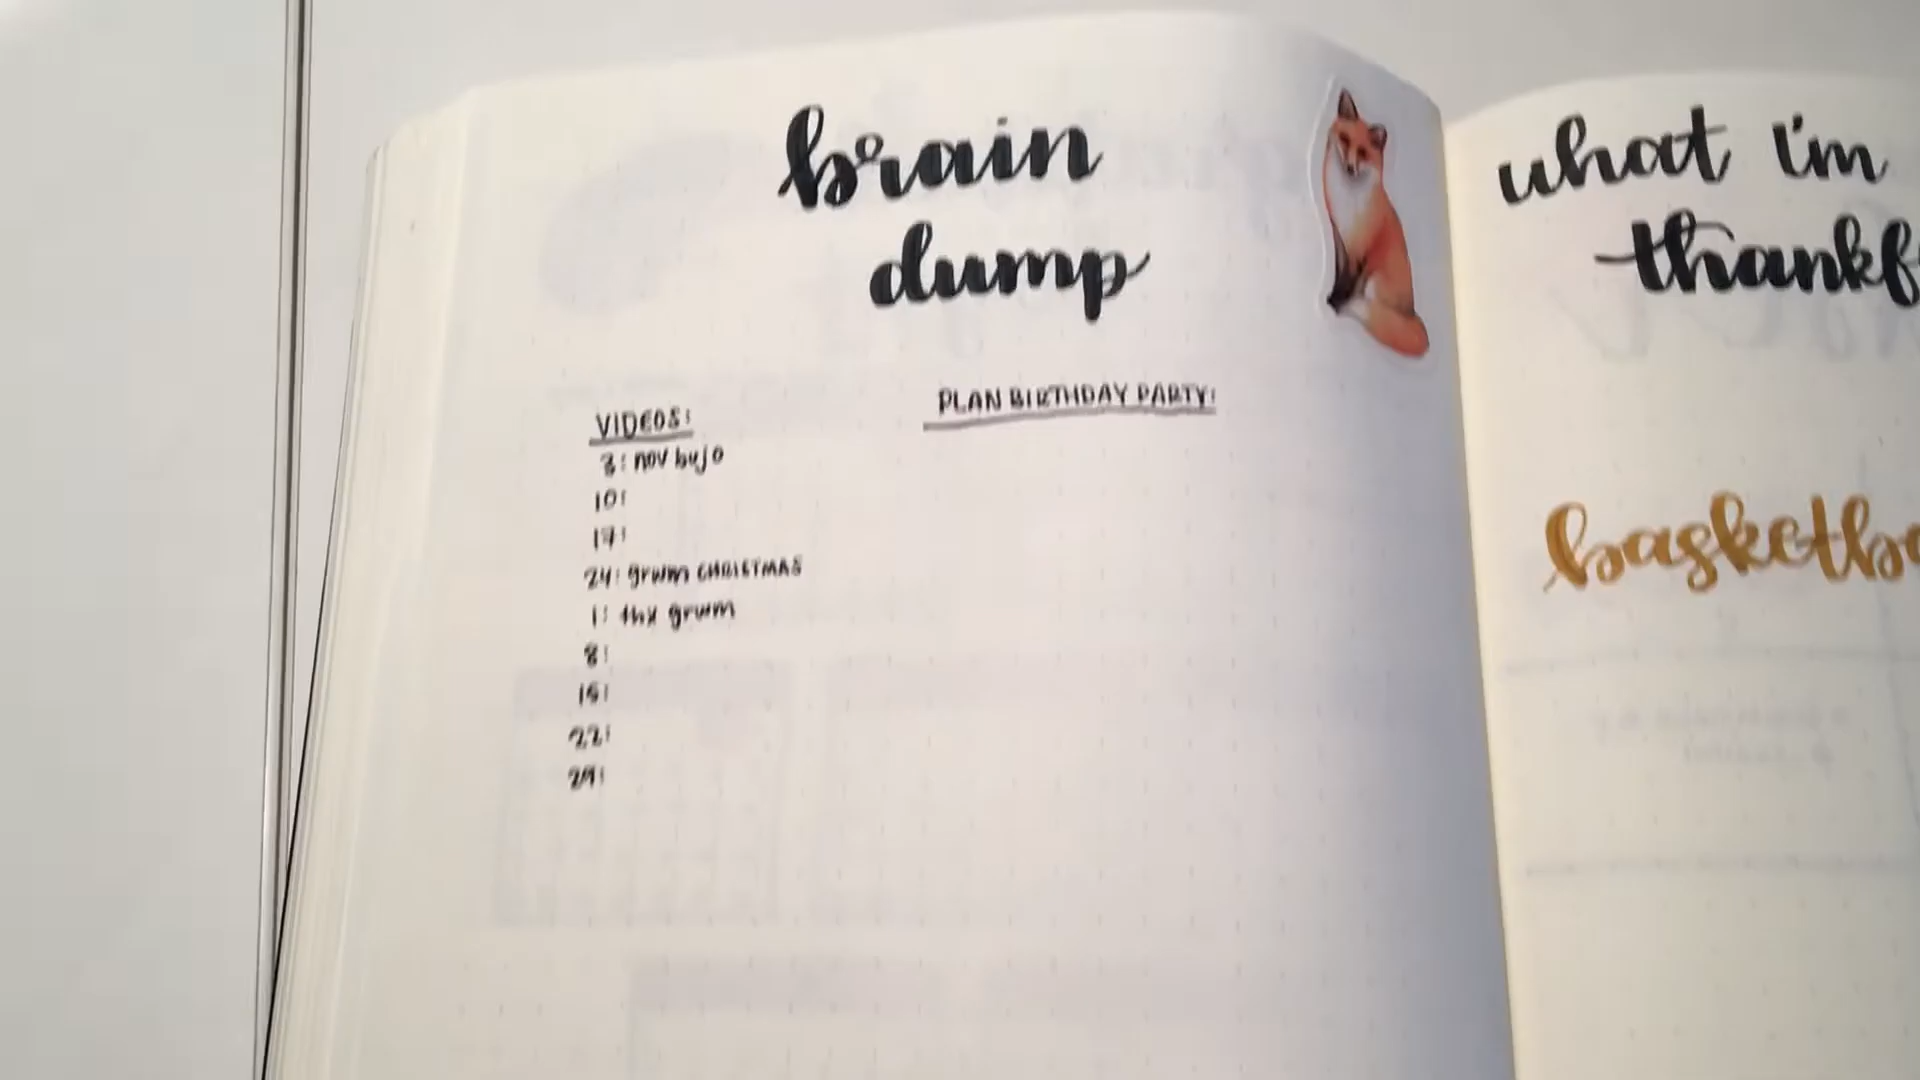 brain
dump
VIDEOS:
3: nov bujo
10:
17:
24: grwm CHRISTMAS
1: thx grwm
8:
15:
22:
29:
PLAN BIRTHDAY PARTY:
what i'm
thankf
basketba